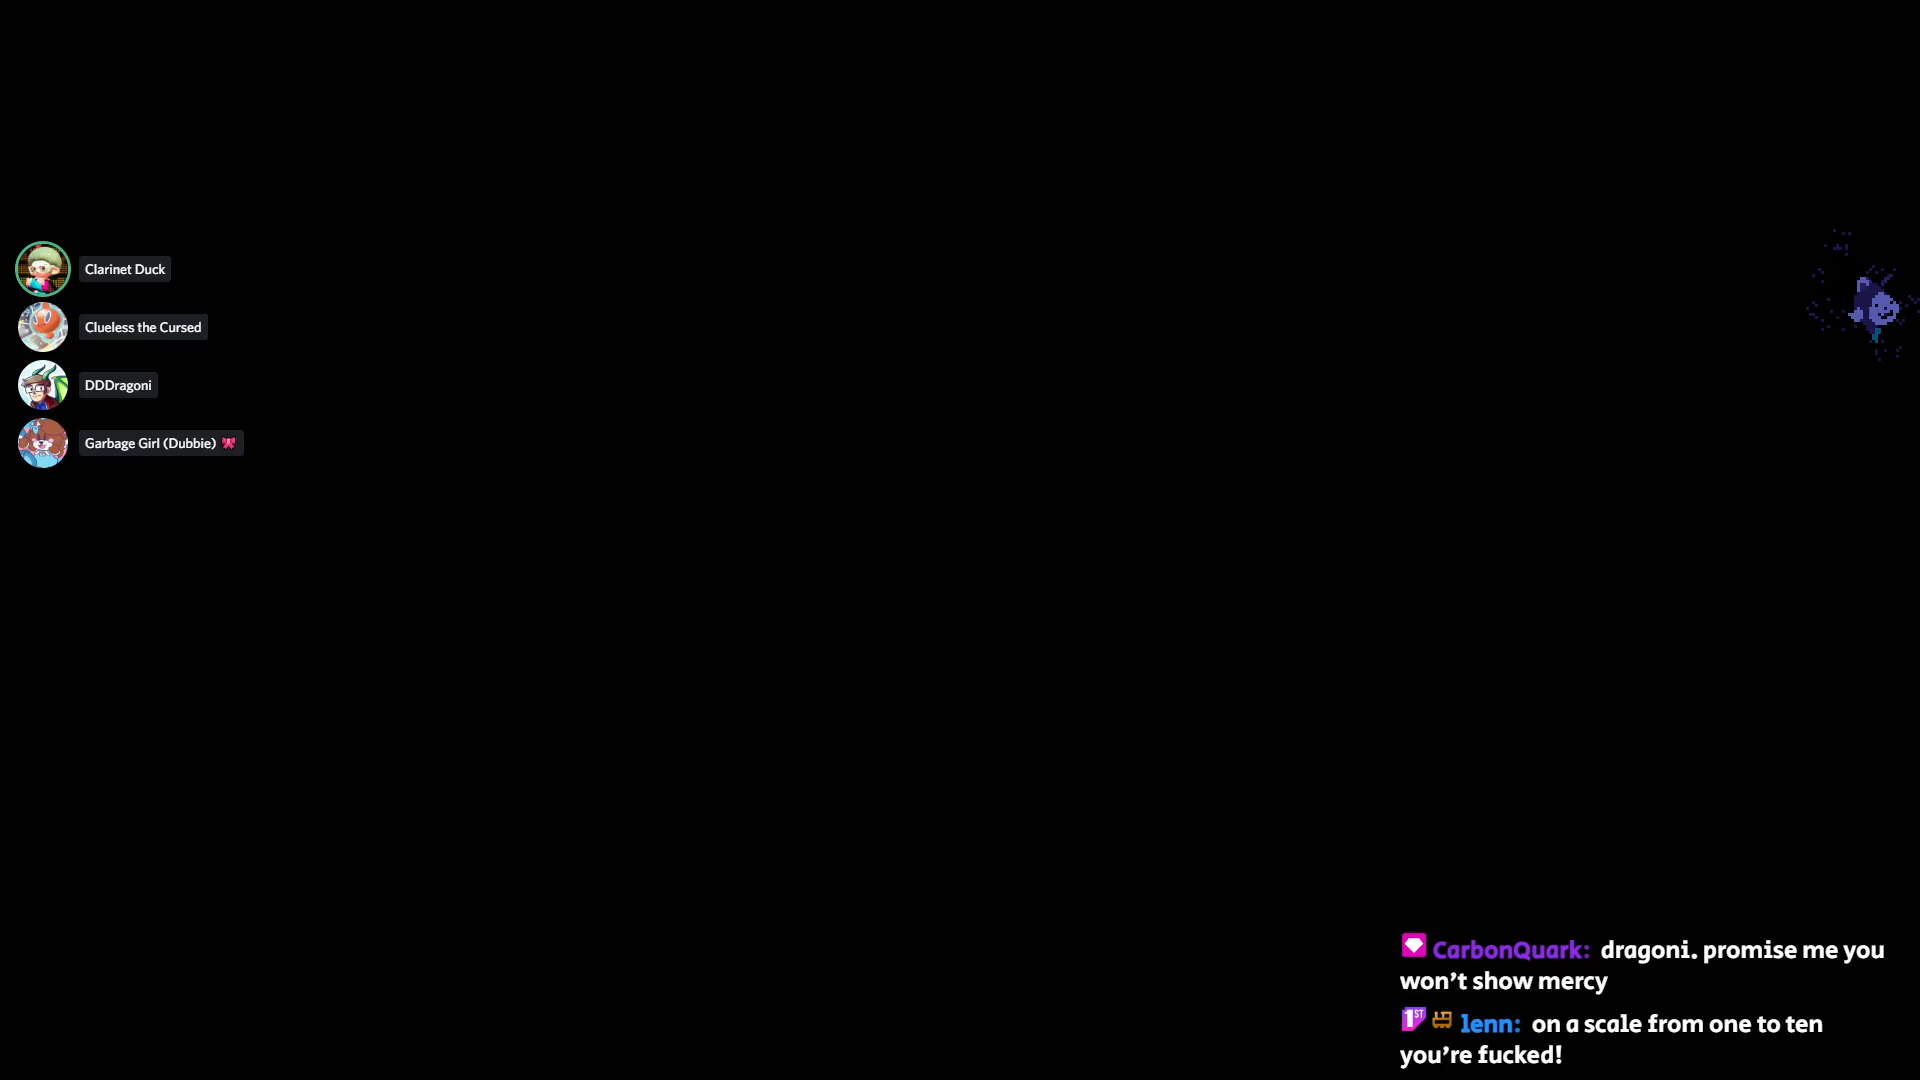 Clarinet Duck
Clueless the Cursed
DDDragoni
Garbage Girl (Dubbie) 🎀
CarbonQuark: dragoni. promise me you
won't show mercy
1ST lenn: on a scale from one to ten
you're fucked!